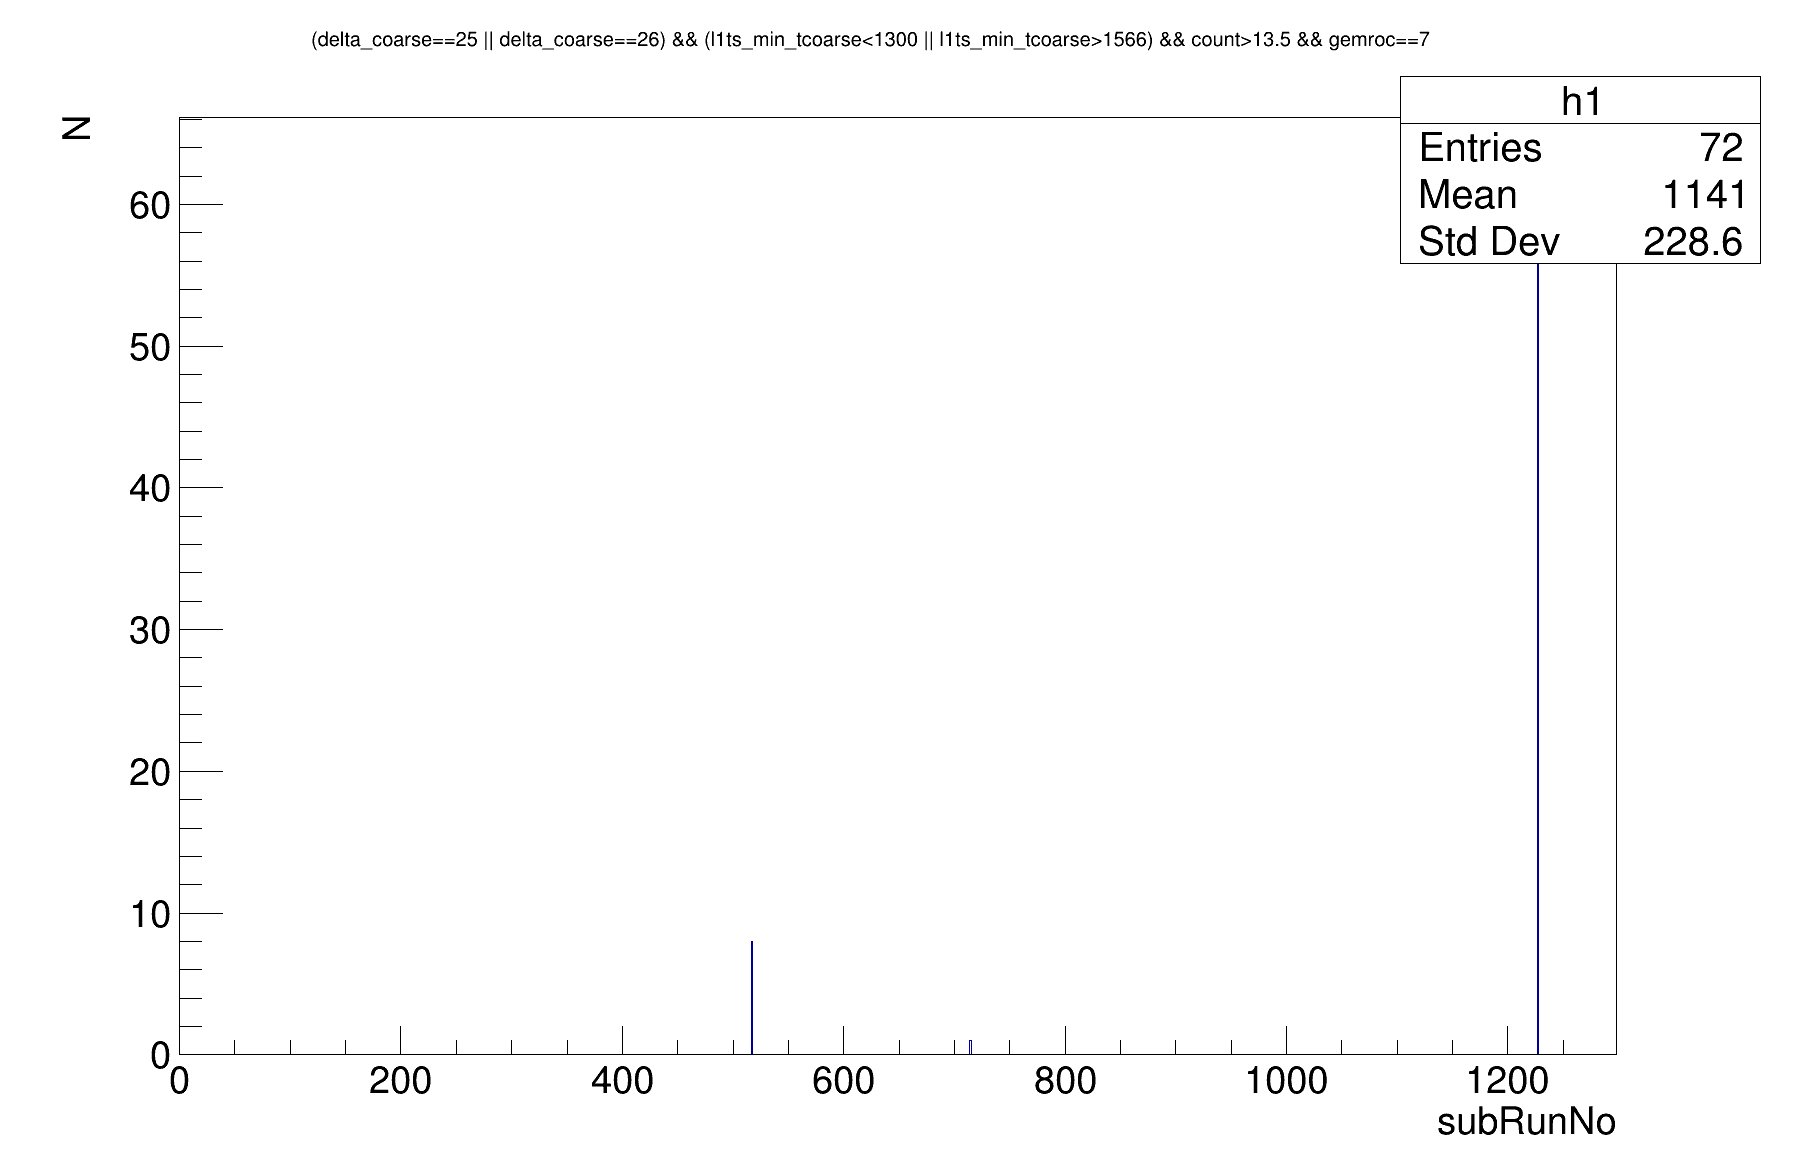 (delta_coarse==25 || delta_coarse==26) && (l1ts_min_tcoarse<1300 || l1ts_min_tcoarse>1566) && count>13.5 && gemroc==7
h1
Entries 72
Mean 1141
Std Dev 228.6
N
60
50
40
30
20
10
0
0 200 400 600 800 1000 1200
subRunNo